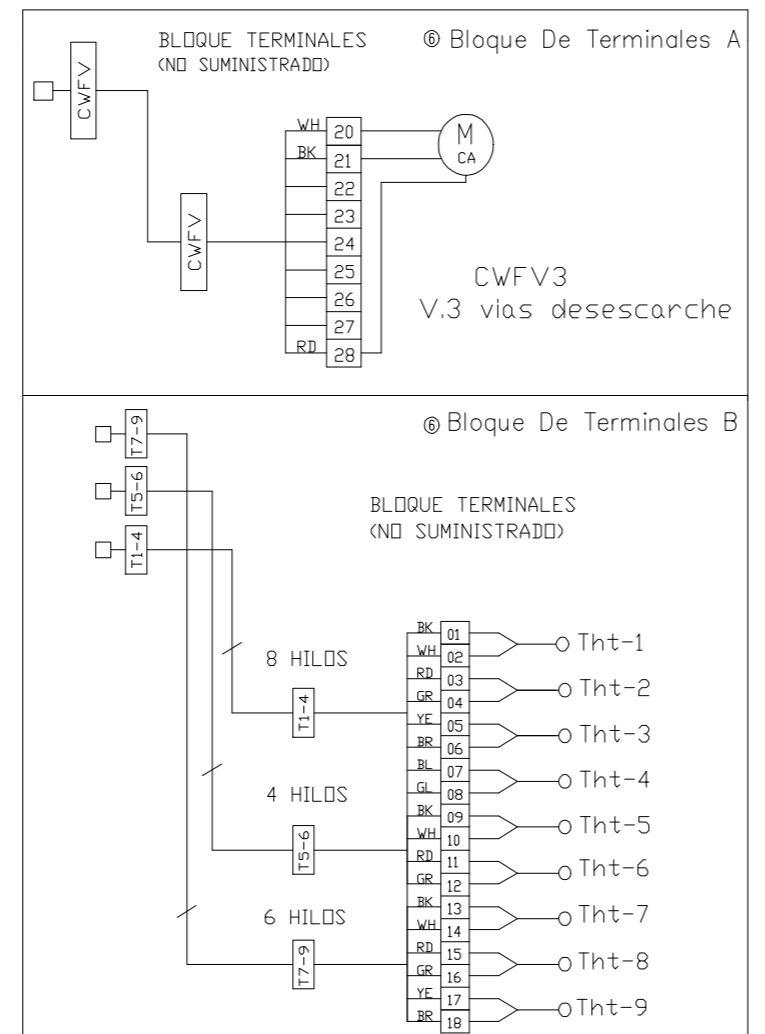 BLOQUE TERMINALES
(NO SUMINISTRADO)
⑥ Bloque De Terminales A
CWFV
CWFV
WH 20
BK 21
22
23
24
25
26
27
RD 28
M
CA
CWFV3
V.3 vias desescarche
⑥ Bloque De Terminales B
T7-9
T5-6
T1-4
BLOQUE TERMINALES
(NO SUMINISTRADO)
8 HILOS
T1-4
4 HILOS
T5-6
6 HILOS
T7-9
BK 01
WH 02
Tht-1
RD 03
GR 04
Tht-2
YE 05
BR 06
Tht-3
BL 07
GL 08
Tht-4
BK 09
WH 10
Tht-5
RD 11
GR 12
Tht-6
BK 13
WH 14
Tht-7
RD 15
GR 16
Tht-8
YE 17
BR 18
Tht-9